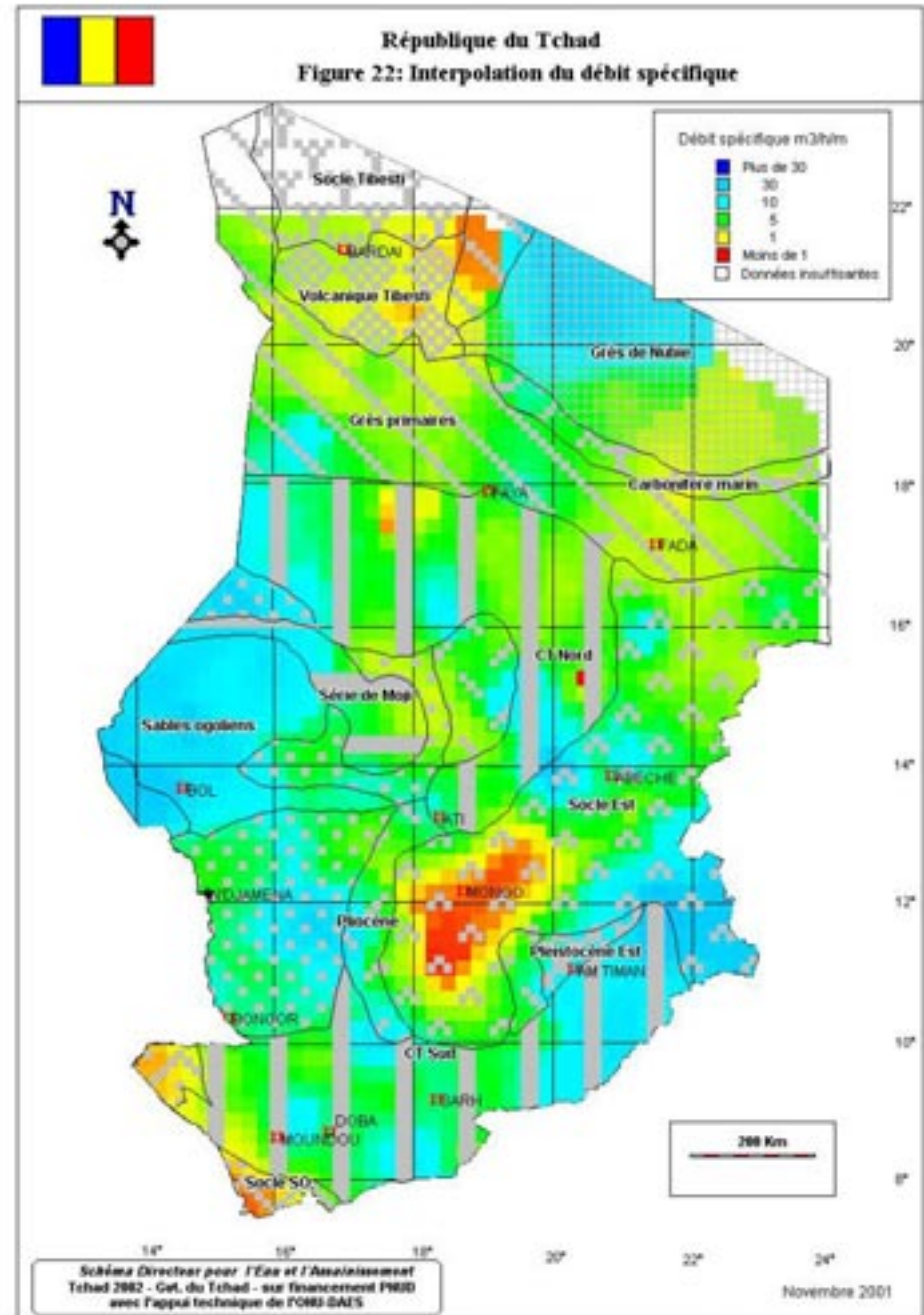 République du Tchad
Figure 22: Interpolation du débit spécifique
Débit spécifique m3/h/m
Plus de 30
30
10
5
1
Moins de 1
Données insuffisantes
N
Socle Tibesti
22°
BARDAI
Volcanique Tibesti
Grès de Nubie
20°
Grès primaires
Carbonifère marin
18°
FAYA
FADA
16°
CT Nord
Série de Mop
Sables ogoliens
14°
BOL
ABECHE
Socle Est
ATI
MONGO
12°
NDJAMENA
Pliocène
Pleistocène Est
AM TIMAN
BONGOR
10°
CT Sud
SARH
DOBA
MOUNDOU
200 Km
Socle SO
8°
14° 16° 18° 20° 22° 24°
Schéma Directeur pour l'Eau et l'Assainissement
Tchad 2002 - Gvt. du Tchad - sur financement PNUD
avec l'appui technique de l'ONU-DAES
Novembre 2001